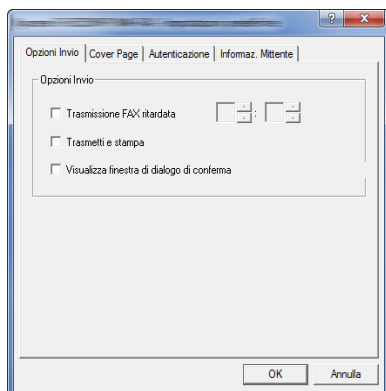 ? X
Opzioni Invio Cover Page Autenticazione Informaz. Mittente
Opzioni Invio
Trasmissione FAX ritardata :
Trasmetti e stampa
Visualizza finestra di dialogo di conferma
OK Annulla